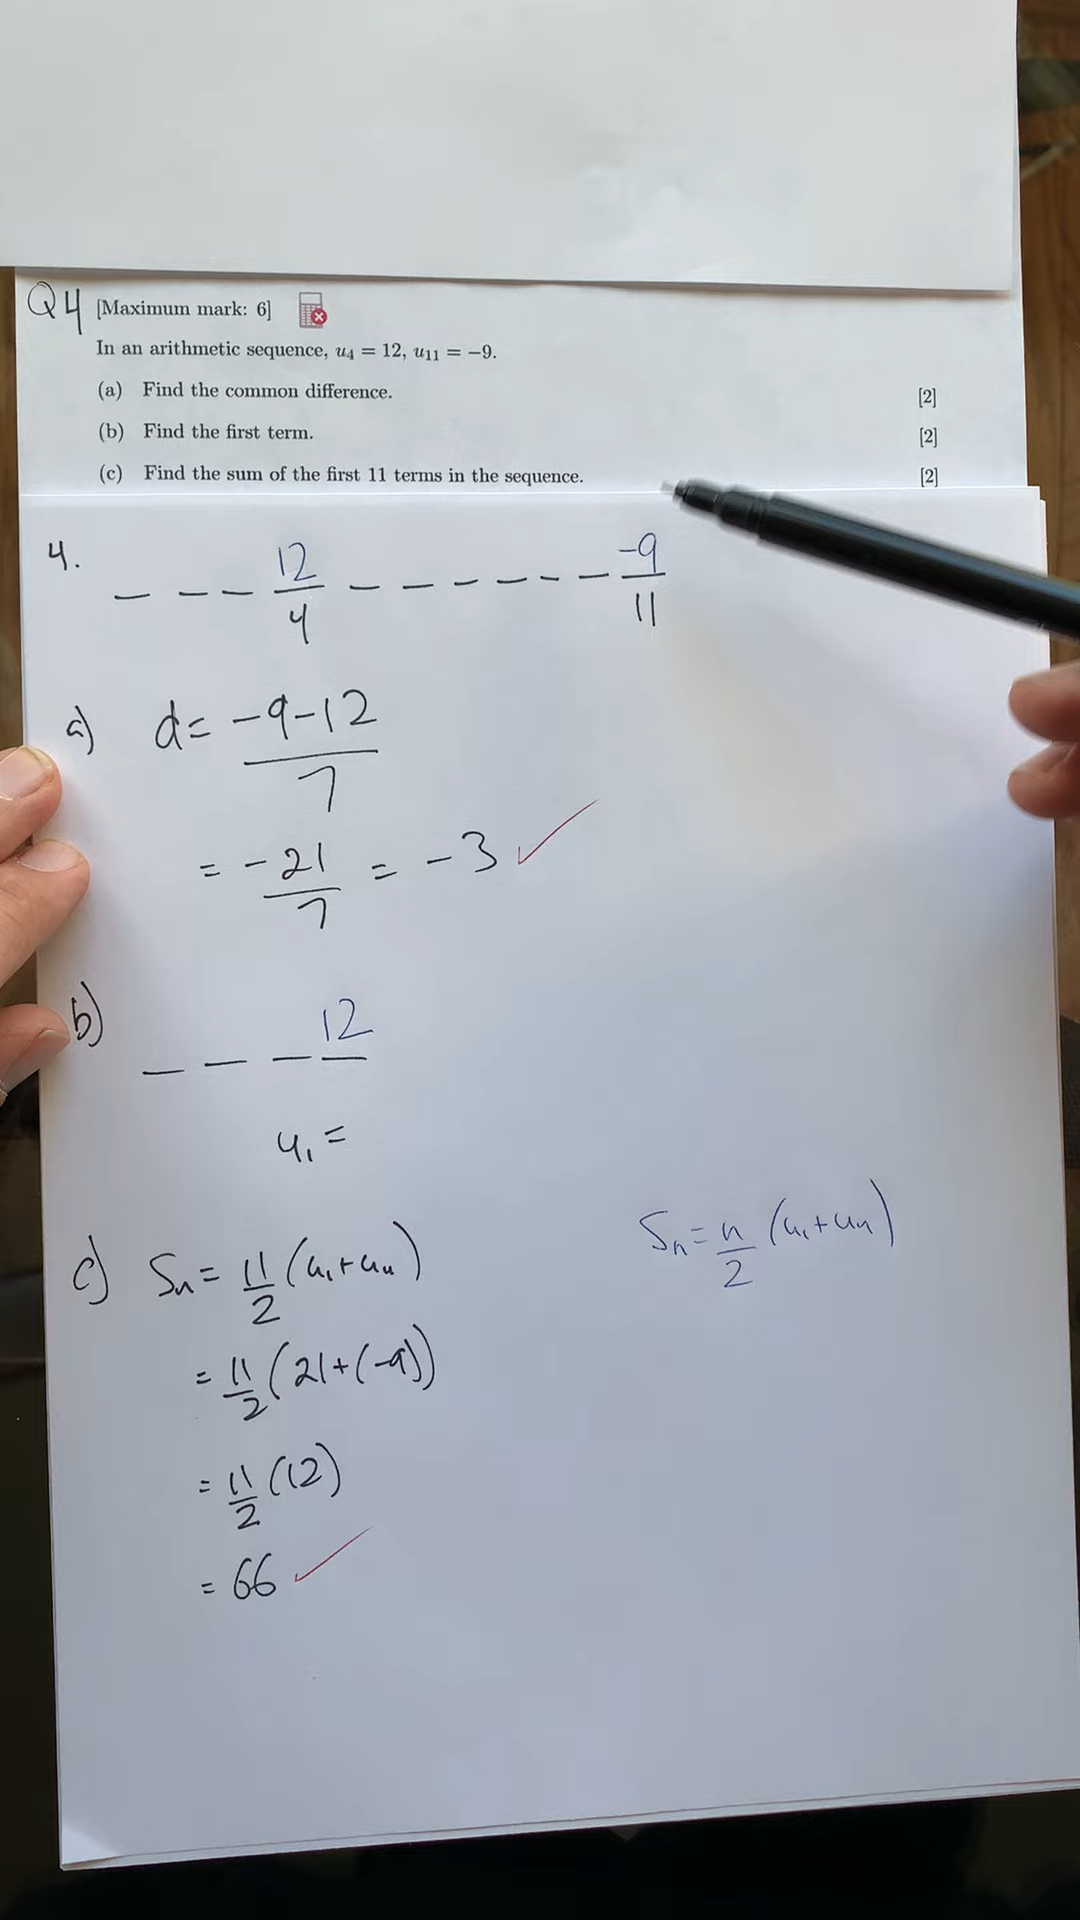 Q4 [Maximum mark: 6]
In an arithmetic sequence, u₄ = 12, u₁₁ = −9.
(a) Find the common difference. [2]
(b) Find the first term. [2]
(c) Find the sum of the first 11 terms in the sequence. [2]
4. _ _ _ 12/4 _ _ _ _ _ _ -9/11
a) d = (-9-12)/7
= -21/7 = -3 ✓
b) _ _ _ 12
u₁ =
c) Sₙ = 11/2 (u₁+uₙ)
Sₙ = n/2 (u₁+uₙ)
= 11/2 (21+(-9))
= 11/2 (12)
= 66 ✓